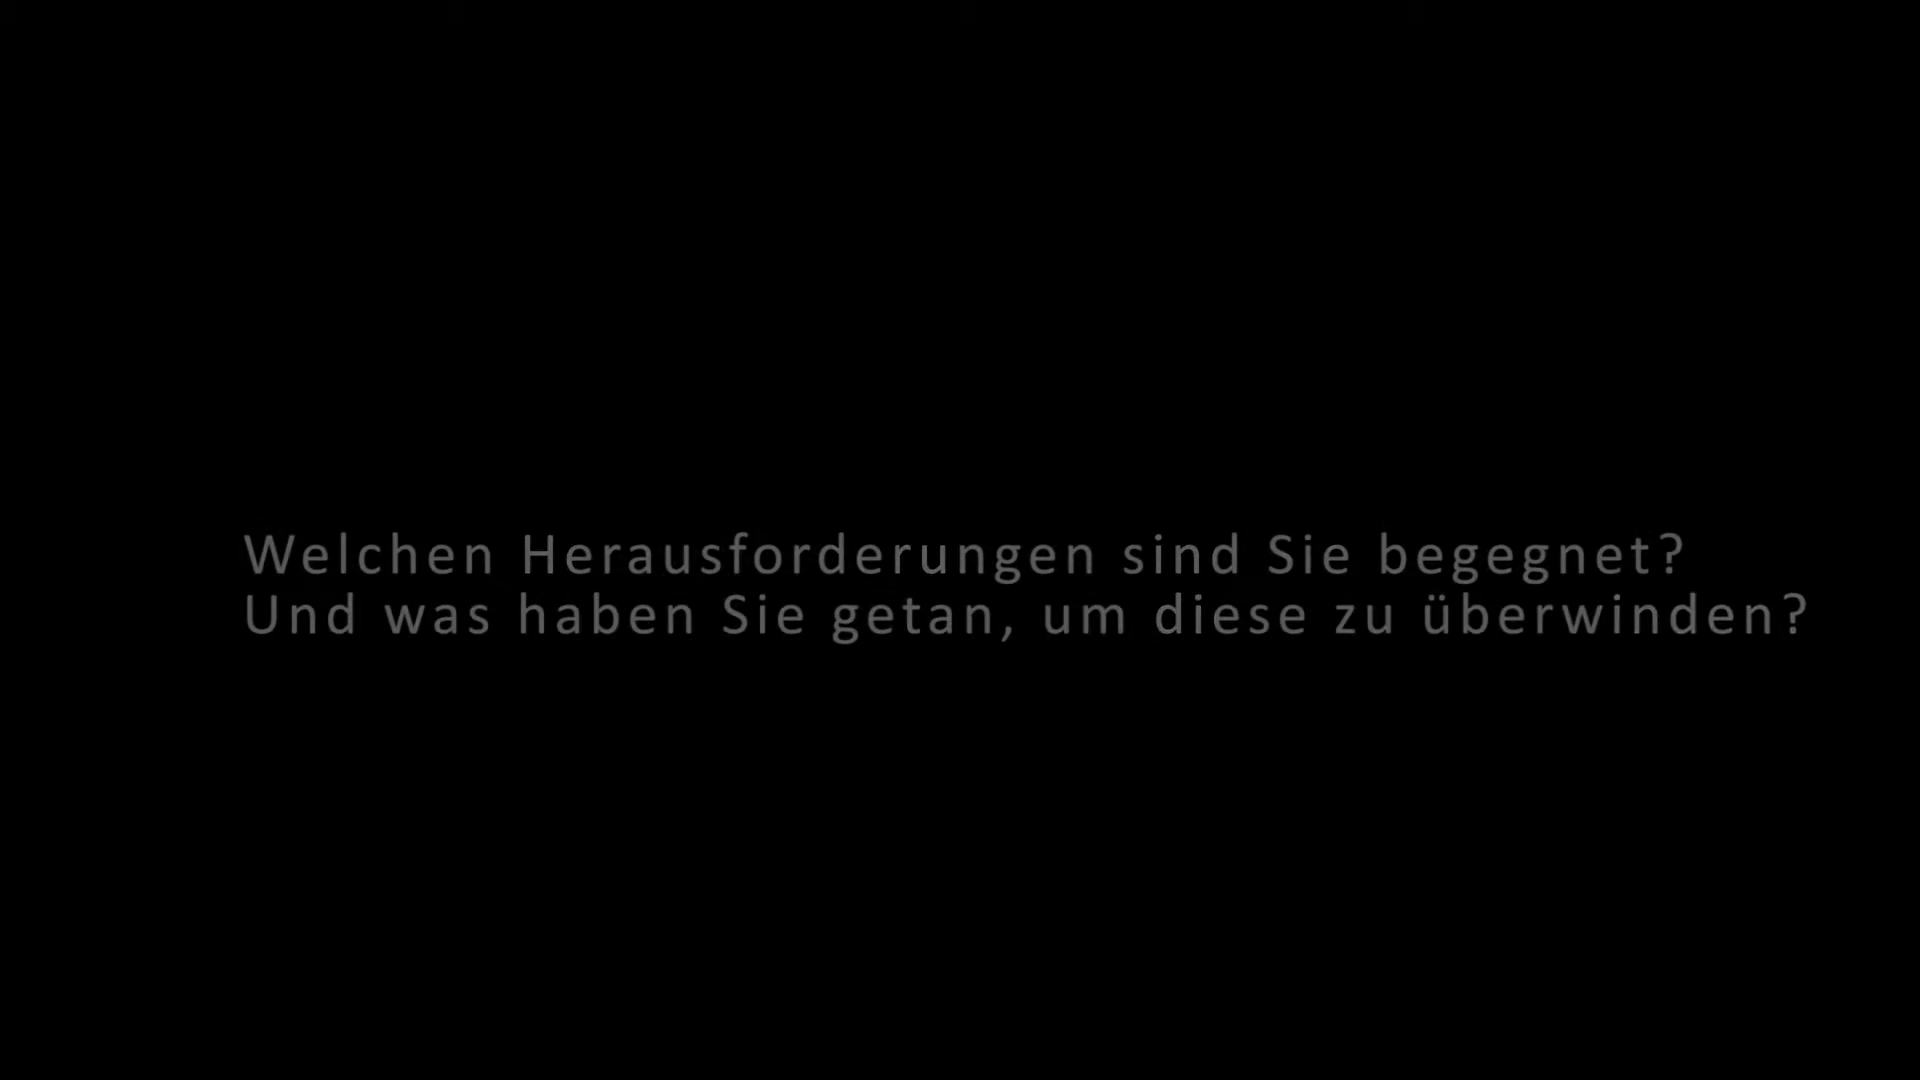 Welchen Herausforderungen sind Sie begegnet?
Und was haben Sie getan, um diese zu überwinden?